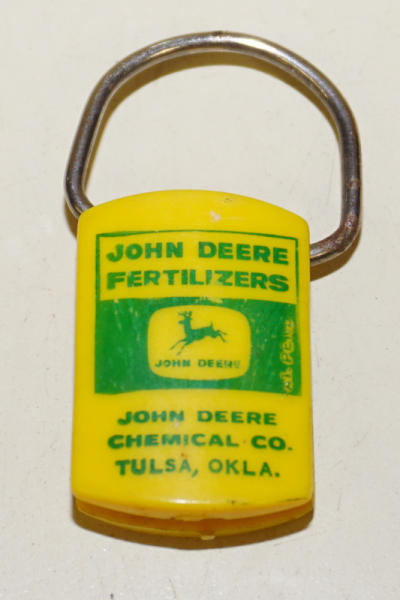 JOHN DEERE
FERTILIZERS
JOHN DEERE
JOHN DEERE
CHEMICAL CO.
TULSA, OKLA.